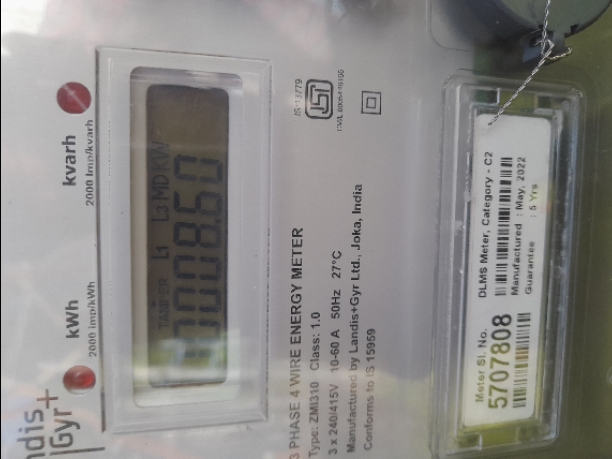 ndis
|Gyr+
kWh
2000 Imp/kWh
kvarh
2000 Imp/kvarh
TAMPER L1 L3 MD KW
0008.60
3 PHASE 4 WIRE ENERGY METER
Type: ZMI310 Class: 1.0
3 x 240/415V 10-60 A 50Hz 27°C
Manufactured by Landis+Gyr Ltd., Joka, India
Conforms to IS 15959
IS:13779
Meter Sl. No.
5707808
DLMS Meter, Category - C2
Manufactured : May, 2022
Guarantee : 5 Yrs